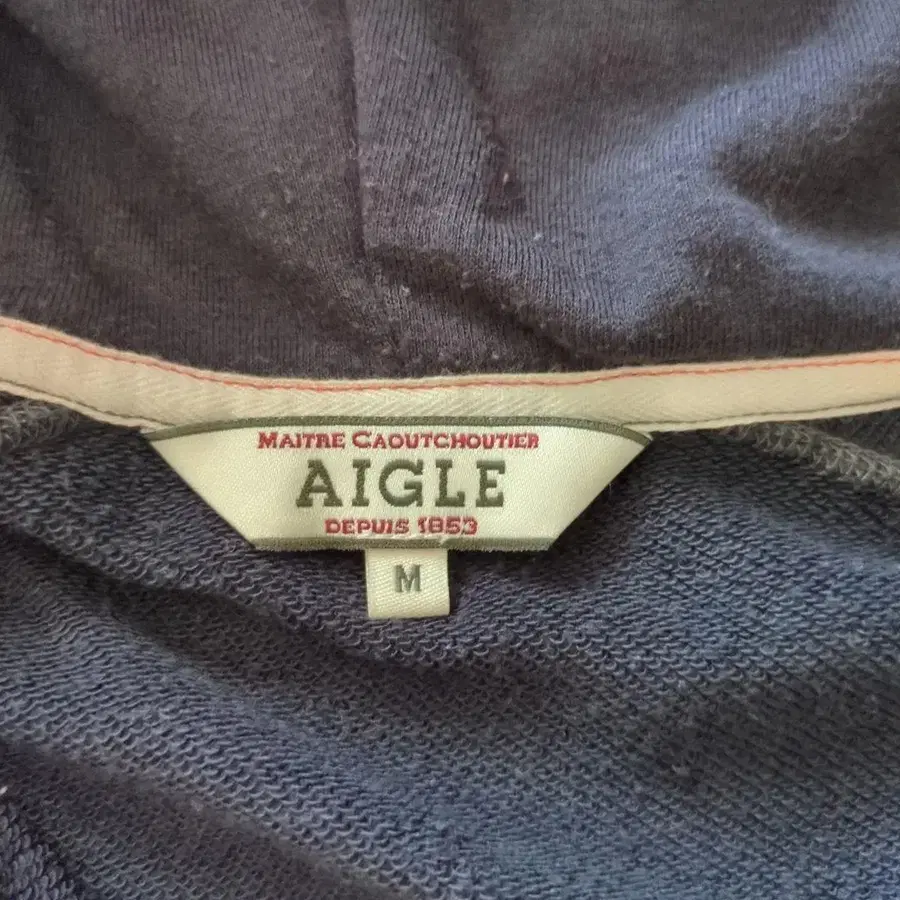 MAITRE CAOUTCHOUTIER
AIGLE
DEPUIS 1853
M